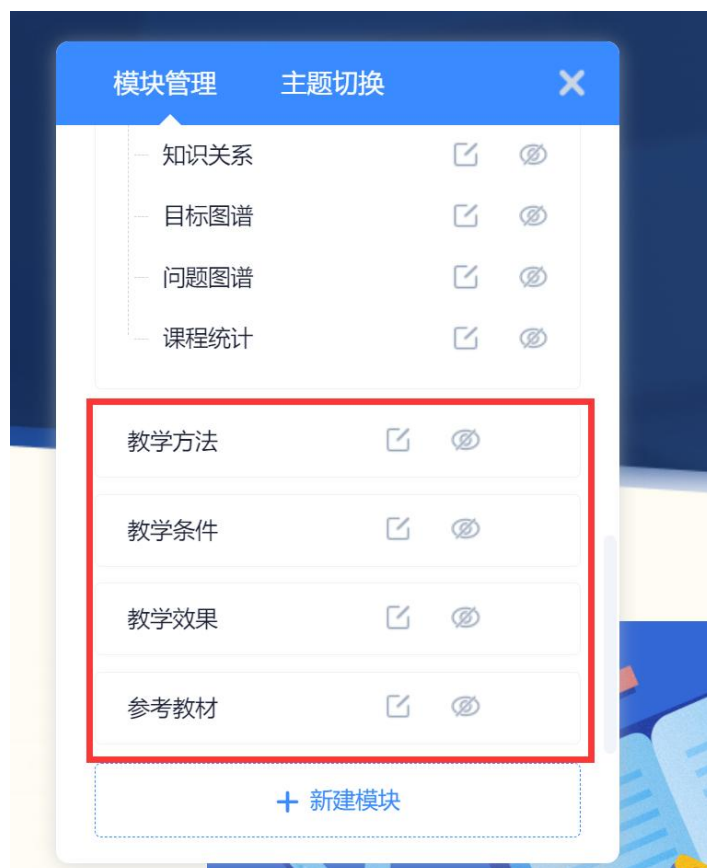 模块管理 主题切换
知识关系
目标图谱
问题图谱
课程统计
教学方法
教学条件
教学效果
参考教材
+ 新建模块